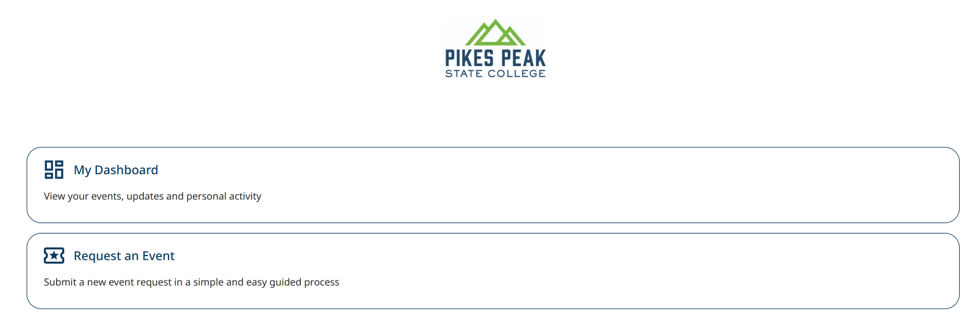 PIKES PEAK
STATE COLLEGE
My Dashboard
View your events, updates and personal activity
Request an Event
Submit a new event request in a simple and easy guided process